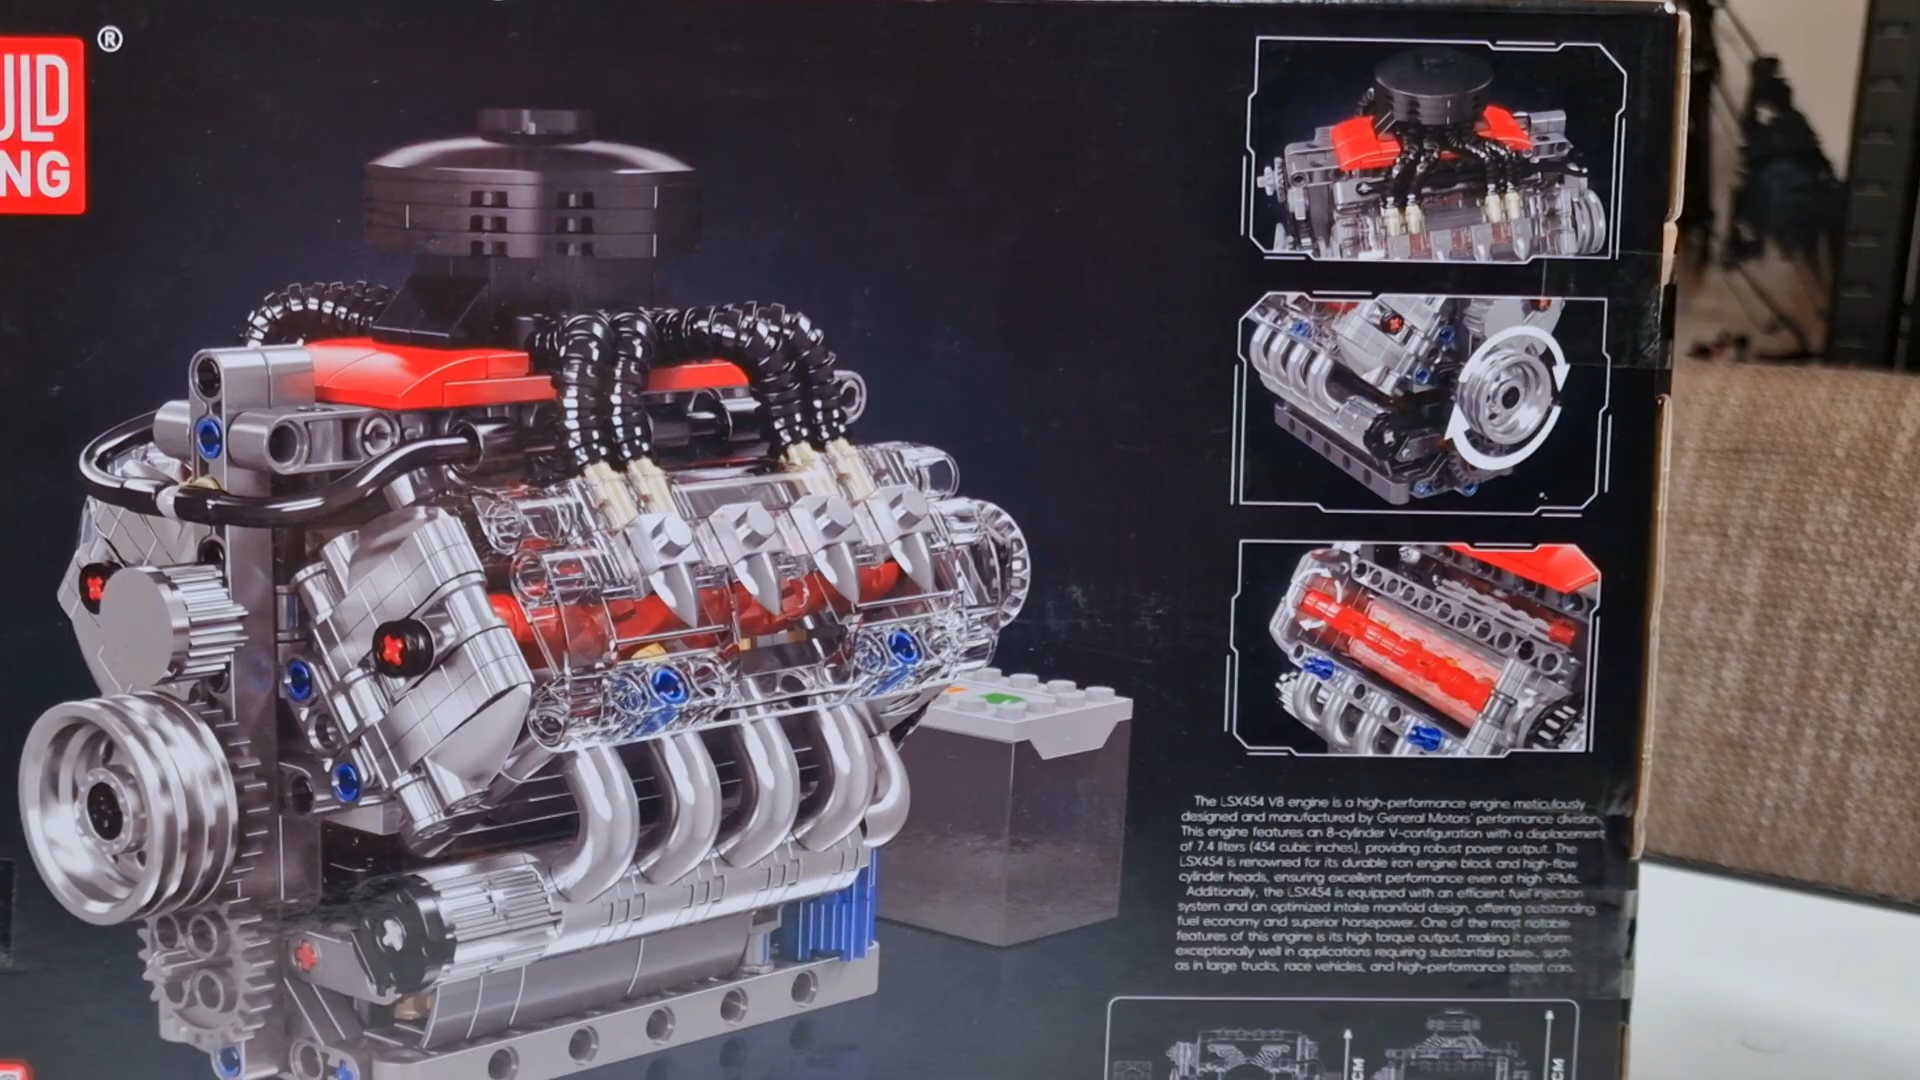 ULD
NG
®
The LSX454 V8 engine is a high-performance engine meticulously
designed and manufactured by General Motors' performance division.
This engine features an 8-cylinder V-configuration with a displacement
of 7.4 liters (454 cubic inches), providing robust power output. The
LSX454 is renowned for its durable iron engine block and high-flow
cylinder heads, ensuring excellent performance even at high RPMs.
Additionally, the LSX454 is equipped with an efficient fuel injection
system and an optimized intake manifold design, offering outstanding
fuel economy and superior horsepower. One of the most notable
features of this engine is its high torque output, making it perform
exceptionally well in applications requiring substantial power, such
as in large trucks, race vehicles, and high-performance street cars.
CM
CM